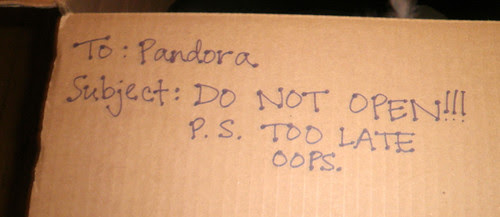 To: Pandora
Subject: DO NOT OPEN!!!
P.S. TOO LATE
OOPS.